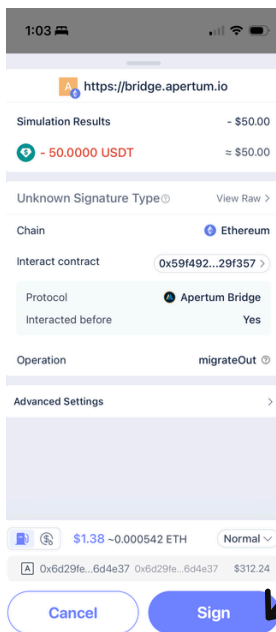 1:03
A https://bridge.apertum.io
Simulation Results - $50.00
- 50.0000 USDT ≈ $50.00
Unknown Signature Type View Raw >
Chain Ethereum
Interact contract 0x59f492...29f357 >
Protocol Apertum Bridge
Interacted before Yes
Operation migrateOut
Advanced Settings >
$1.38 ~0.000542 ETH Normal
A 0x6d29fe...6d4e37 0x6d29fe...6d4e37 $312.24
Cancel Sign